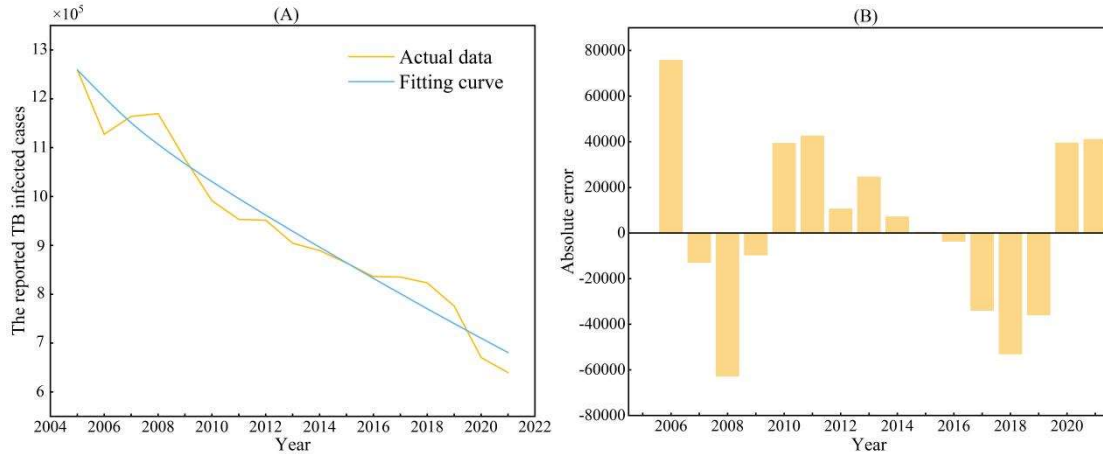 (A)
×10⁵
The reported TB infected cases
13
12
11
10
9
8
7
6
Actual data
Fitting curve
2004 2006 2008 2010 2012 2014 2016 2018 2020 2022
Year
(B)
Absolute error
80000
60000
40000
20000
0
-20000
-40000
-60000
-80000
2006 2008 2010 2012 2014 2016 2018 2020
Year